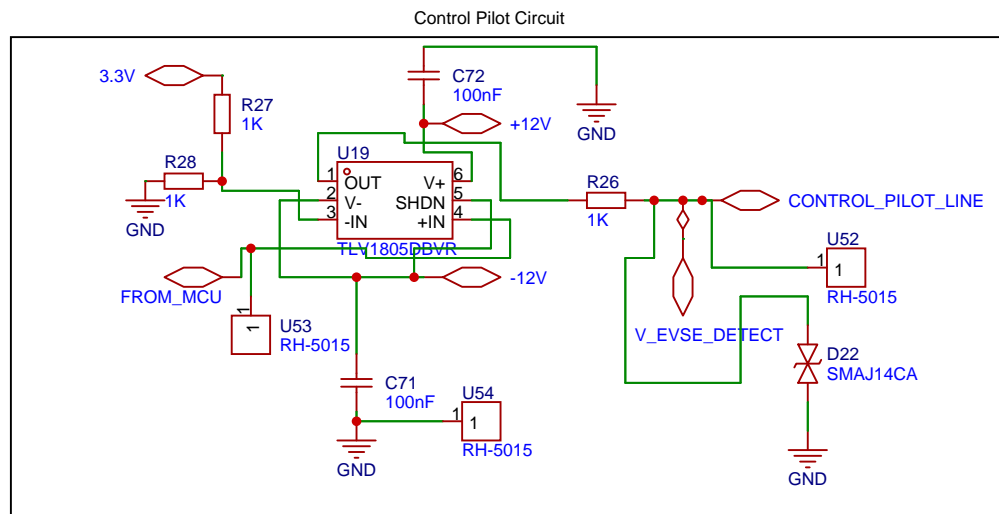 Control Pilot Circuit
3.3V
R27
1K
R28
1K
GND
C72
100nF
GND
+12V
U19
1
OUT
V+
6
2
V-
SHDN
5
3
-IN
+IN
4
TLV1805DBVR
R26
1K
CONTROL_PILOT_LINE
U52
1
1
RH-5015
FROM_MCU
-12V
V_EVSE_DETECT
1
1
U53
RH-5015
D22
SMAJ14CA
C71
100nF
U54
1
1
RH-5015
GND
GND